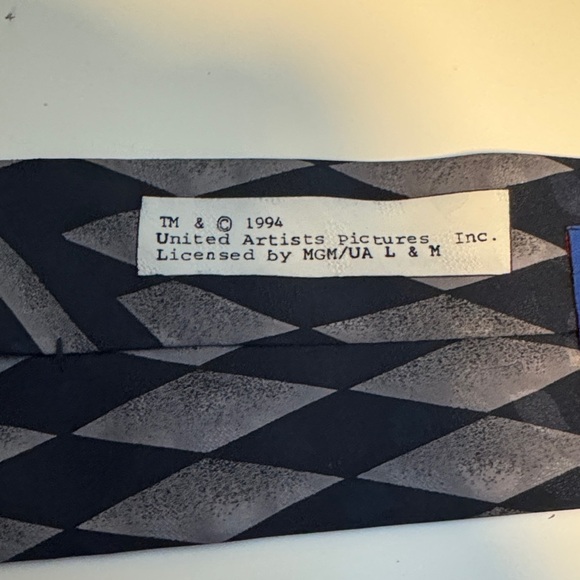 TM & © 1994
United Artists Pictures Inc.
Licensed by MGM/UA L & M